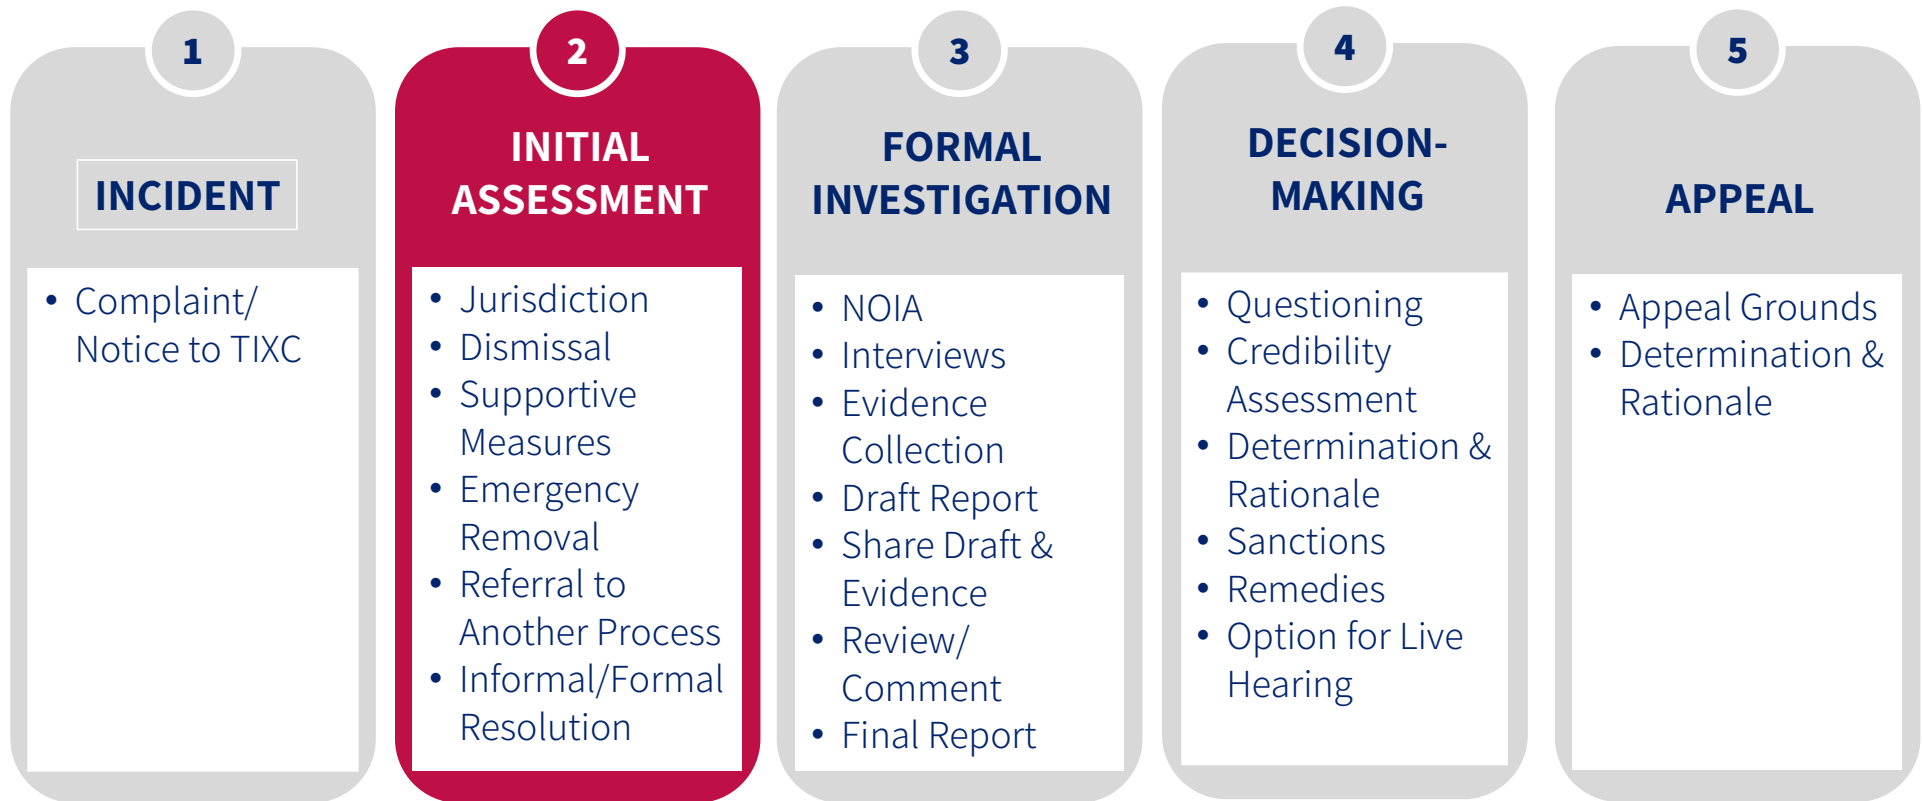 1
INCIDENT
• Complaint/
Notice to TIXC
2
INITIAL
ASSESSMENT
• Jurisdiction
• Dismissal
• Supportive
Measures
• Emergency
Removal
• Referral to
Another Process
• Informal/Formal
Resolution
3
FORMAL
INVESTIGATION
• NOIA
• Interviews
• Evidence
Collection
• Draft Report
• Share Draft &
Evidence
• Review/
Comment
• Final Report
4
DECISION-
MAKING
• Questioning
• Credibility
Assessment
• Determination &
Rationale
• Sanctions
• Remedies
• Option for Live
Hearing
5
APPEAL
• Appeal Grounds
• Determination &
Rationale